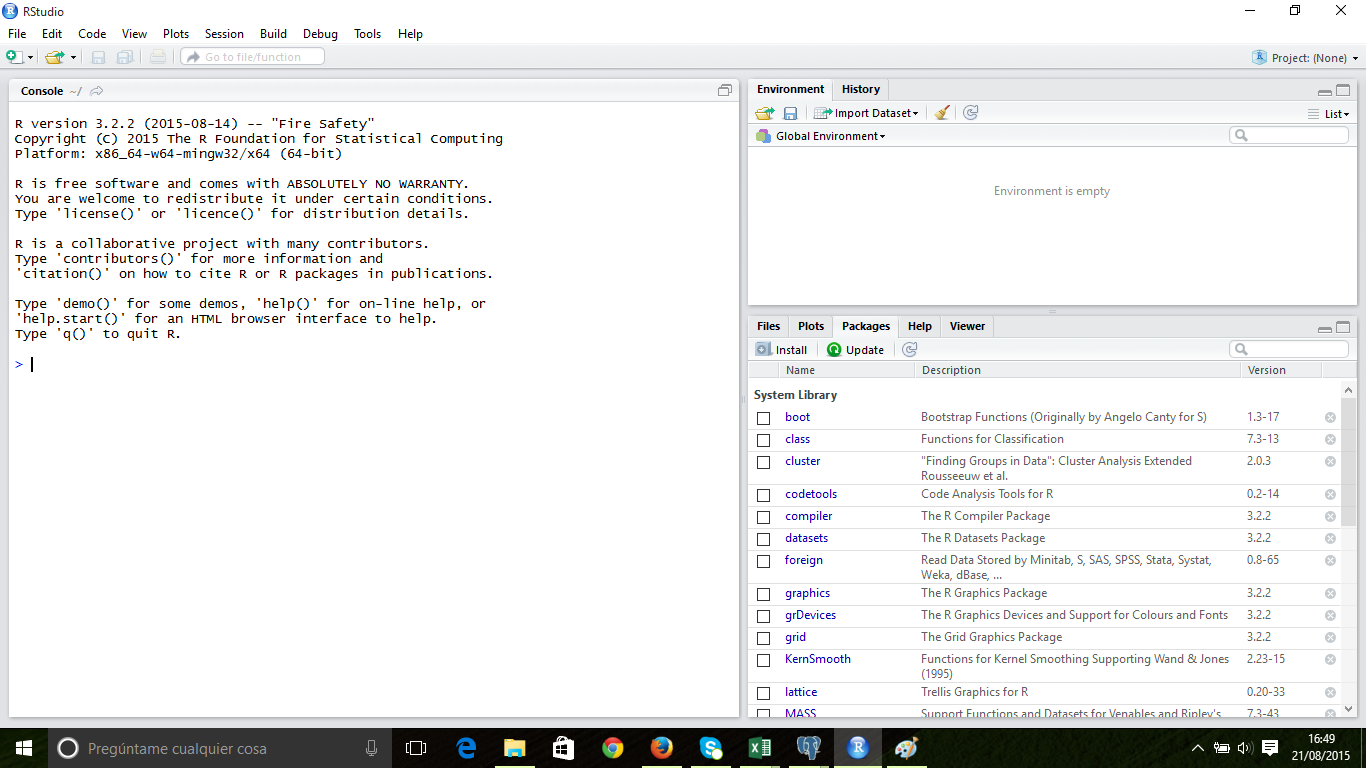 RStudio
File Edit Code View Plots Session Build Debug Tools Help
Go to file/function
Project: (None)
Console ~/
R version 3.2.2 (2015-08-14) -- "Fire Safety"
Copyright (C) 2015 The R Foundation for Statistical Computing
Platform: x86_64-w64-mingw32/x64 (64-bit)
R is free software and comes with ABSOLUTELY NO WARRANTY.
You are welcome to redistribute it under certain conditions.
Type 'license()' or 'licence()' for distribution details.
R is a collaborative project with many contributors.
Type 'contributors()' for more information and
'citation()' on how to cite R or R packages in publications.
Type 'demo()' for some demos, 'help()' for on-line help, or
'help.start()' for an HTML browser interface to help.
Type 'q()' to quit R.
>
Environment History
Import Dataset List
Global Environment
Environment is empty
Files Plots Packages Help Viewer
Install Update
Name Description Version
System Library
boot Bootstrap Functions (Originally by Angelo Canty for S) 1.3-17
class Functions for Classification 7.3-13
cluster "Finding Groups in Data": Cluster Analysis Extended 2.0.3
Rousseeuw et al.
codetools Code Analysis Tools for R 0.2-14
compiler The R Compiler Package 3.2.2
datasets The R Datasets Package 3.2.2
foreign Read Data Stored by Minitab, S, SAS, SPSS, Stata, Systat, 0.8-65
Weka, dBase, ...
graphics The R Graphics Package 3.2.2
grDevices The R Graphics Devices and Support for Colours and Fonts 3.2.2
grid The Grid Graphics Package 3.2.2
KernSmooth Functions for Kernel Smoothing Supporting Wand & Jones 2.23-15
(1995)
lattice Trellis Graphics for R 0.20-33
MASS Support Functions and Datasets for Venables and Ripley's 7.3-43
Pregúntame cualquier cosa
16:49
21/08/2015